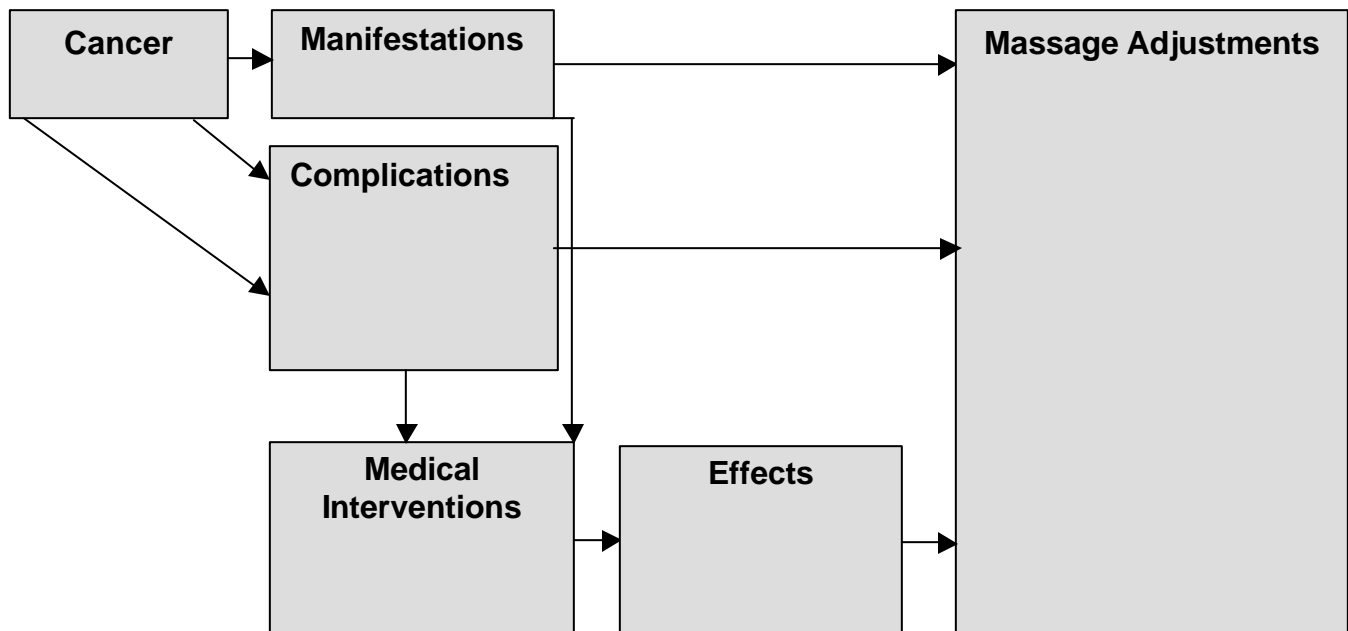 Cancer
Manifestations
Massage Adjustments
Complications
Medical
Interventions
Effects